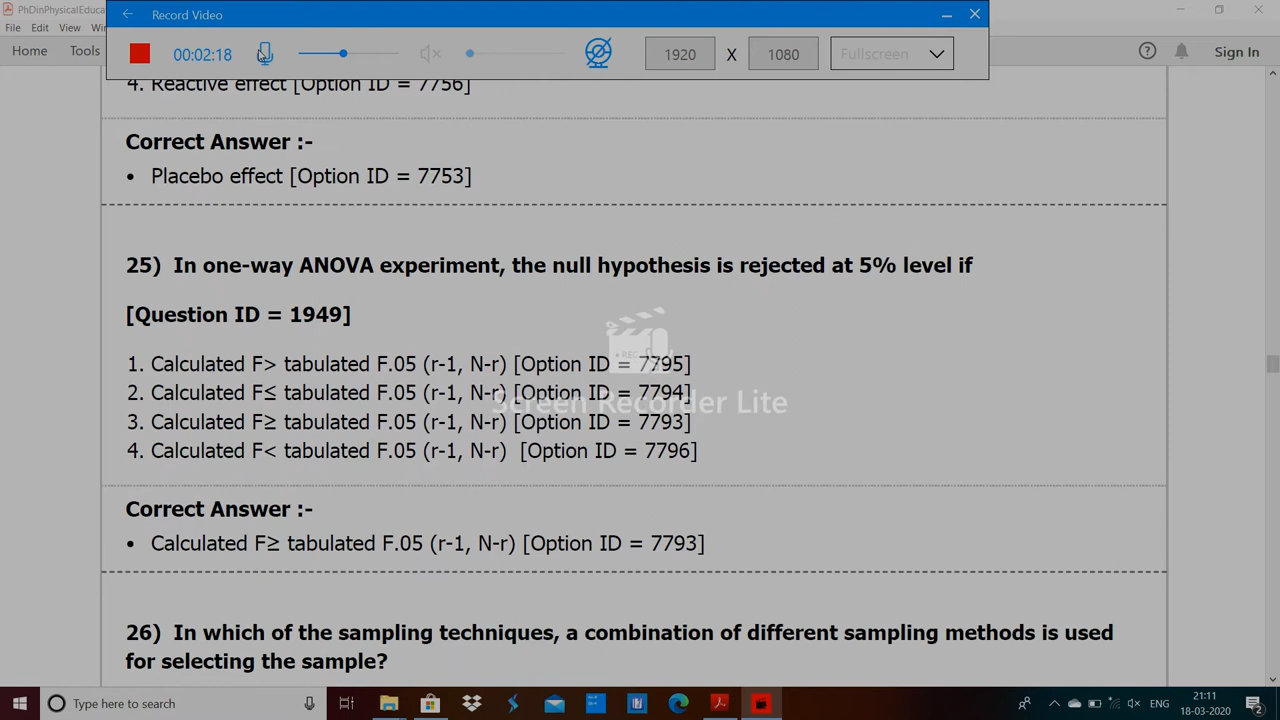 PhDinPhysicalEduca
Record Video
File Edit View Win
Home Tools
00:02:18
1920 X 1080 Fullscreen
Sign In
4. Reactive effect [Option ID = 7756]
Correct Answer :-
• Placebo effect [Option ID = 7753]
25) In one-way ANOVA experiment, the null hypothesis is rejected at 5% level if
[Question ID = 1949]
1. Calculated F> tabulated F.05 (r-1, N-r) [Option ID = 7795]
2. Calculated F≤ tabulated F.05 (r-1, N-r) [Option ID = 7794]
3. Calculated F≥ tabulated F.05 (r-1, N-r) [Option ID = 7793]
4. Calculated F< tabulated F.05 (r-1, N-r) [Option ID = 7796]
REC
Screen Recorder Lite
Correct Answer :-
• Calculated F≥ tabulated F.05 (r-1, N-r) [Option ID = 7793]
26) In which of the sampling techniques, a combination of different sampling methods is used
for selecting the sample?
Type here to search
ENG
21:11
18-03-2020
2